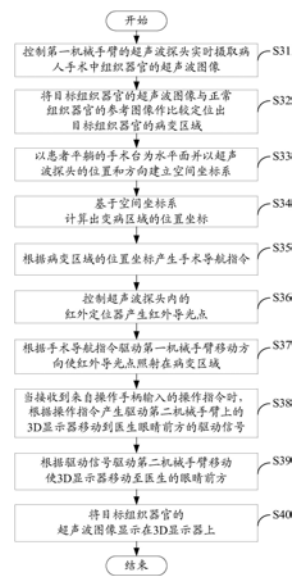 开始
控制第一机械手臂的超声波探头实时摄取病
人手术中组织器官的超声波图像
S31
将目标组织器官的超声波图像与正常
组织器官的参考图像作比较定位出
目标组织器官的病变区域
S32
以患者平躺的手术台为水平面并以超声
波探头的位置和方向建立空间坐标系
S33
基于空间坐标系
计算出变病区域的位置坐标
S34
根据病变区域的位置坐标产生手术导航指令
S35
控制超声波探头内的
红外定位器产生红外导光点
S36
根据手术导航指令驱动第一机械手臂移动方
向使红外导光点照射在病变区域
S37
当接收到来自操作手柄输入的操作指令时,
根据操作指令产生驱动第二机械手臂上的
3D显示器移动到医生眼睛前方的驱动信号
S38
根据驱动信号驱动第二机械手臂移动
使3D显示器移动至医生的眼睛前方
S39
将目标组织器官的
超声波图像显示在3D显示器上
S40
结束